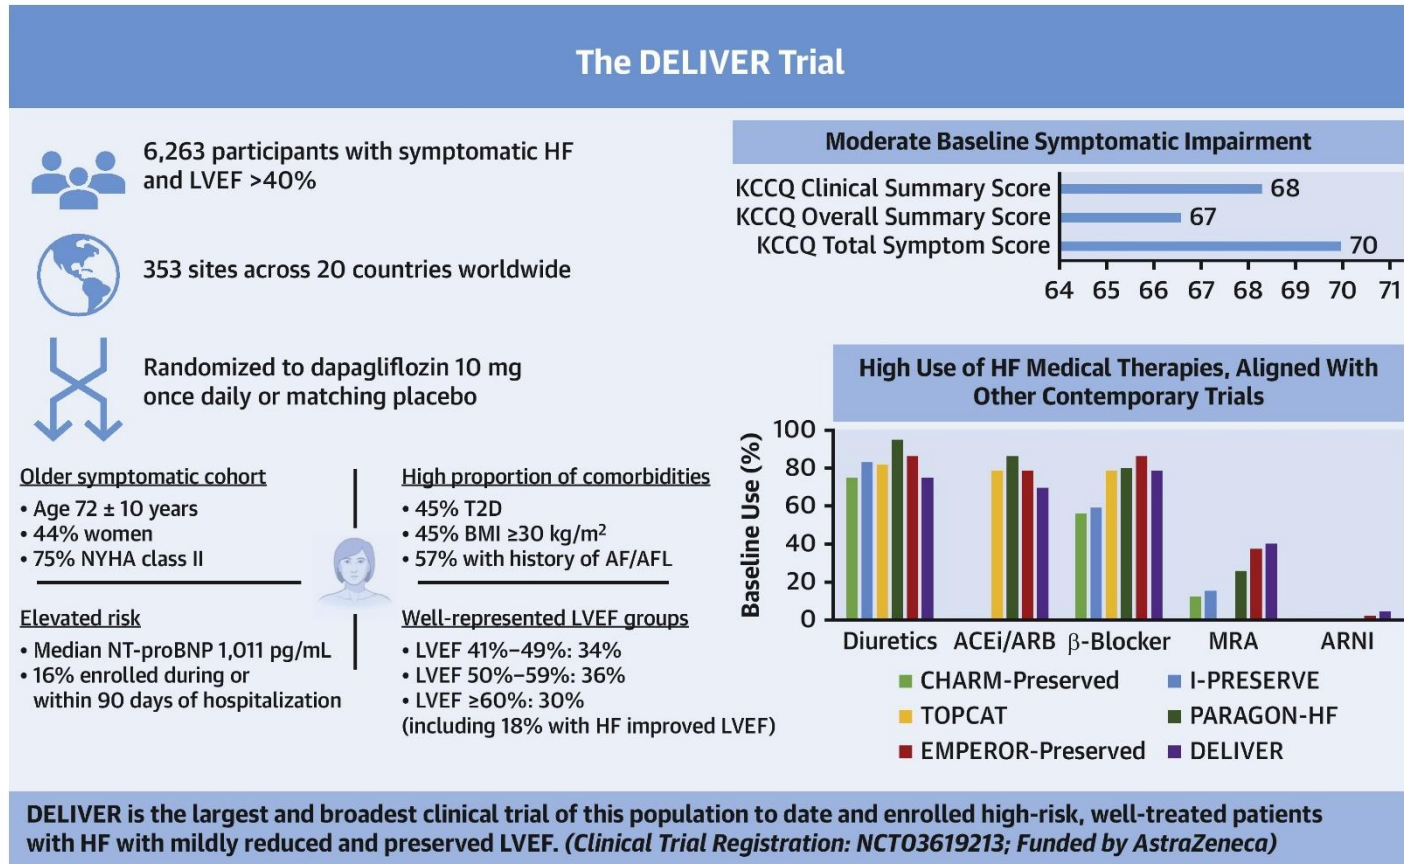 The DELIVER Trial
6,263 participants with symptomatic HF
and LVEF >40%
353 sites across 20 countries worldwide
Randomized to dapagliflozin 10 mg
once daily or matching placebo
Older symptomatic cohort
• Age 72 ± 10 years
• 44% women
• 75% NYHA class II
High proportion of comorbidities
• 45% T2D
• 45% BMI ≥30 kg/m²
• 57% with history of AF/AFL
Elevated risk
• Median NT-proBNP 1,011 pg/mL
• 16% enrolled during or
within 90 days of hospitalization
Well-represented LVEF groups
• LVEF 41%–49%: 34%
• LVEF 50%–59%: 36%
• LVEF ≥60%: 30%
(including 18% with HF improved LVEF)
Moderate Baseline Symptomatic Impairment
KCCQ Clinical Summary Score 68
KCCQ Overall Summary Score 67
KCCQ Total Symptom Score 70
64 65 66 67 68 69 70 71
High Use of HF Medical Therapies, Aligned With
Other Contemporary Trials
Baseline Use (%)
100
80
60
40
20
0
Diuretics ACEi/ARB β-Blocker MRA ARNI
CHARM-Preserved I-PRESERVE
TOPCAT PARAGON-HF
EMPEROR-Preserved DELIVER
DELIVER is the largest and broadest clinical trial of this population to date and enrolled high-risk, well-treated patients
with HF with mildly reduced and preserved LVEF. (Clinical Trial Registration: NCT03619213; Funded by AstraZeneca)